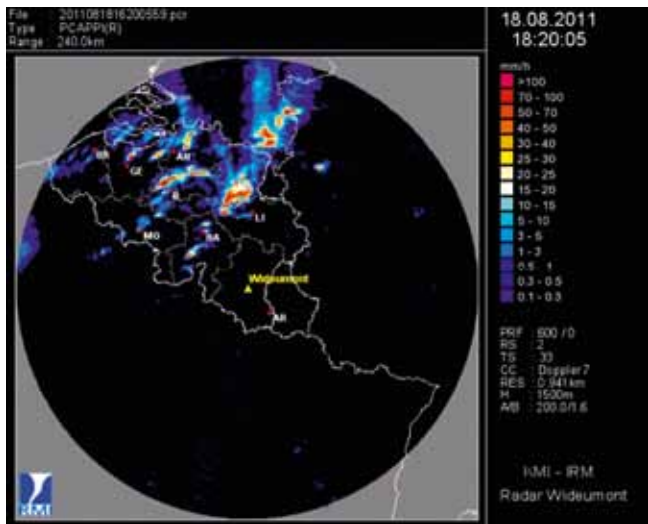 File : 2011081816200559.pcr
Type : PCAPPI(R)
Range : 240.0km
18.08.2011
18:20:05
mm/h
>100
70 - 100
50 - 70
40 - 50
30 - 40
25 - 30
20 - 25
15 - 20
10 - 15
5 - 10
3 - 5
1 - 3
0.5 - 1
0.3 - 0.5
0.1 - 0.3
GE
AN
B
LI
MO
NA
Wideumont
AR
PRF : 600 / 0
RS : 2
TS : 33
CC : Doppler7
RES : 0.941km
H : 1500m
A/B : 200.0/1.6
KMI - IRM
Radar Wideumont
RMI